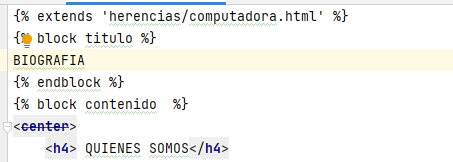 {% extends 'herencias/computadora.html' %}
{% block titulo %}
BIOGRAFIA
{% endblock %}
{% block contenido  %}
<center>
    <h4> QUIENES SOMOS</h4>